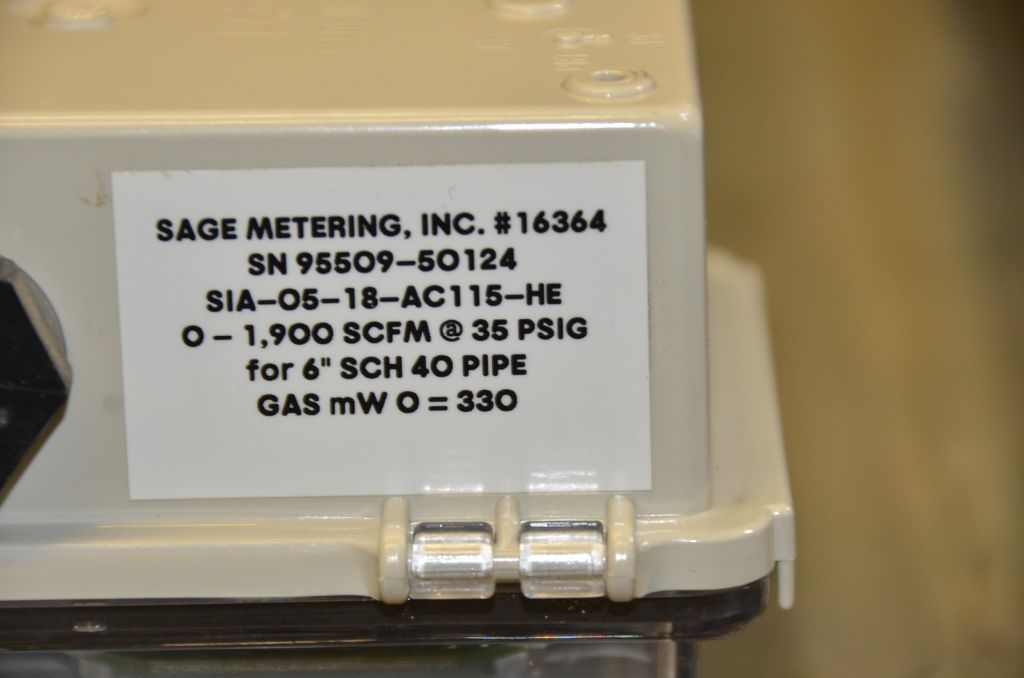 SAGE METERING, INC. #16364
SN 95509-50124
SIA-05-18-AC115-HE
0 - 1,900 SCFM @ 35 PSIG
for 6" SCH 40 PIPE
GAS mW 0 = 330